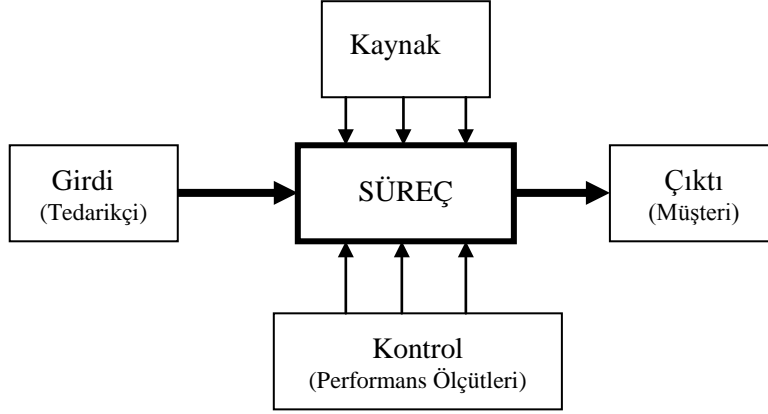 Kaynak
Girdi
(Tedarikçi)
SÜREÇ
Çıktı
(Müşteri)
Kontrol
(Performans Ölçütleri)